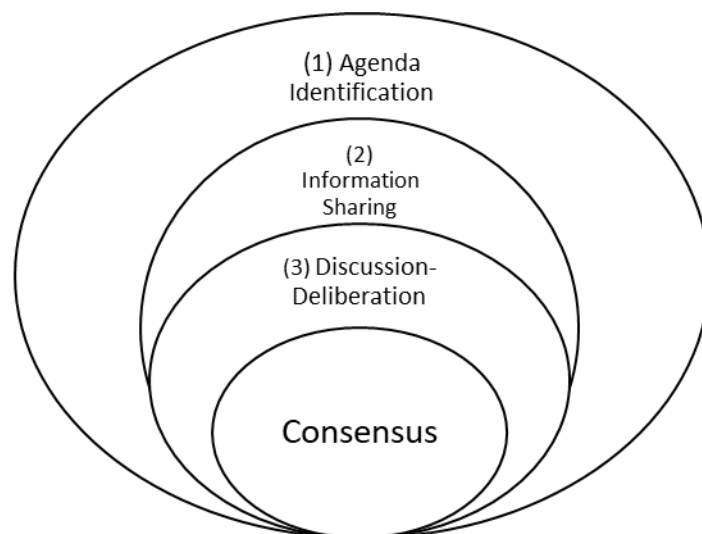 (1) Agenda
Identification
(2)
Information
Sharing
(3) Discussion-
Deliberation
Consensus